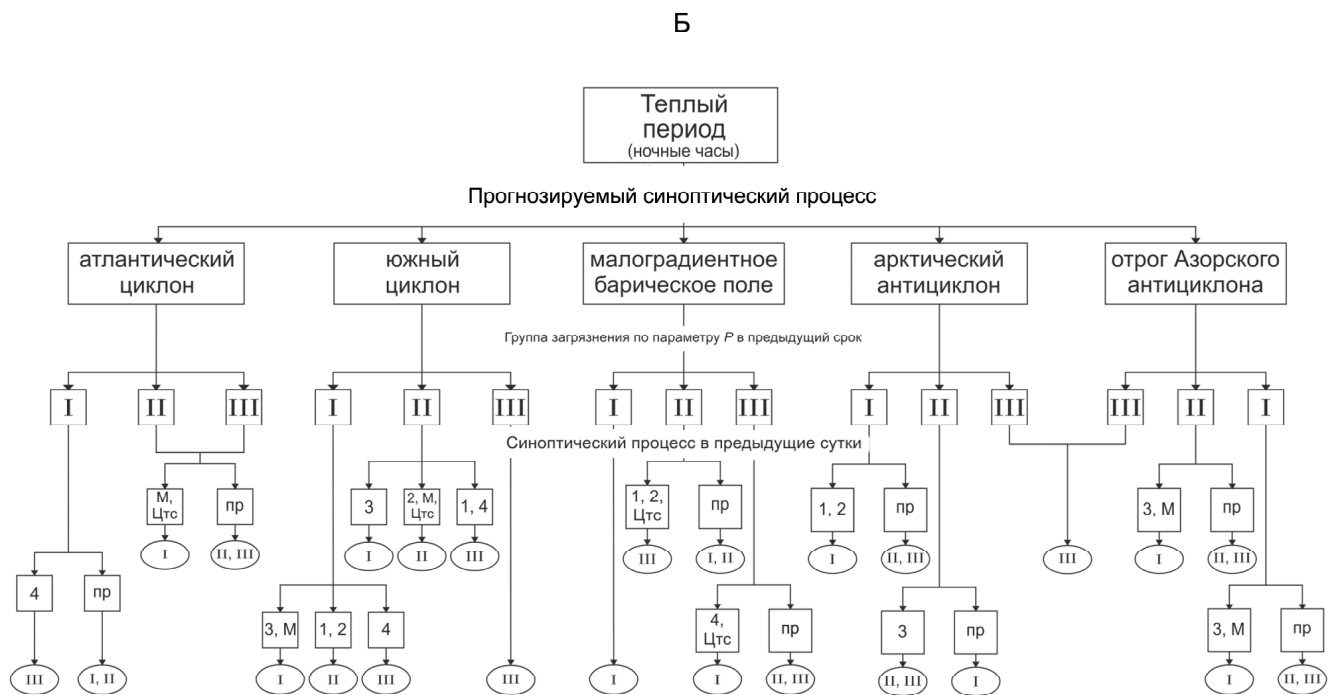 Б
Теплый
период
(ночные часы)
Прогнозируемый синоптический процесс
атлантический
циклон
южный
циклон
малоградиентное
барическое поле
арктический
антициклон
отрог Азорского
антициклона
Группа загрязнения по параметру P в предыдущий срок
I II III I II III I II III I II III III II I
Синоптический процесс в предыдущие сутки
М,
Цтс
пр
3
2, М,
Цтс
1, 4
1, 2,
Цтс
пр
1, 2
пр
3, М
пр
I II, III I II III III I, II I II, III III I II, III
4
пр
3, М
1, 2
4
4,
Цтс
пр
3
пр
3, М
пр
III I, II I II III III I I II, III II, III I I II, III